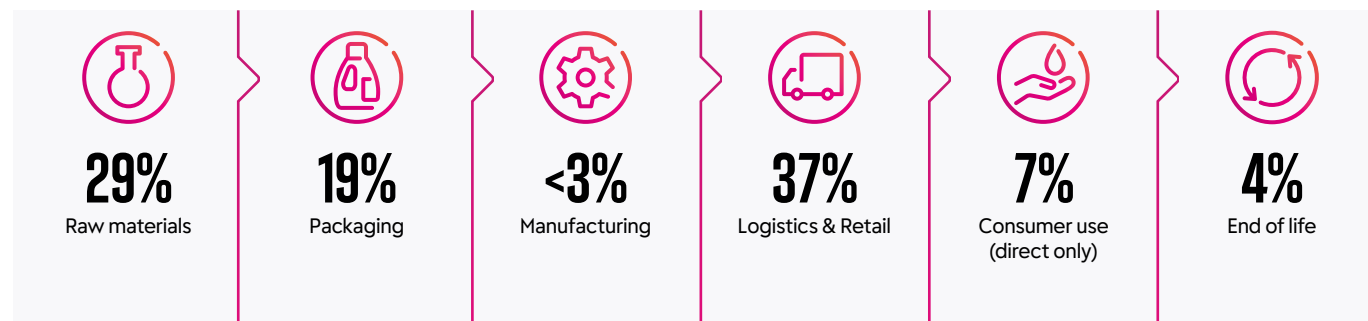 29%
Raw materials
19%
Packaging
<3%
Manufacturing
37%
Logistics & Retail
7%
Consumer use
(direct only)
4%
End of life